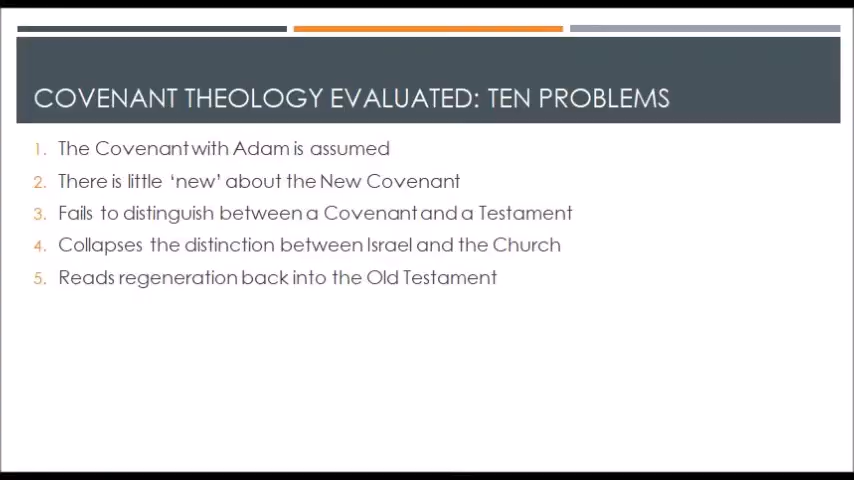 COVENANT THEOLOGY EVALUATED: TEN PROBLEMS
1. The Covenant with Adam is assumed
2. There is little ‘new’ about the New Covenant
3. Fails to distinguish between a Covenant and a Testament
4. Collapses the distinction between Israel and the Church
5. Reads regeneration back into the Old Testament